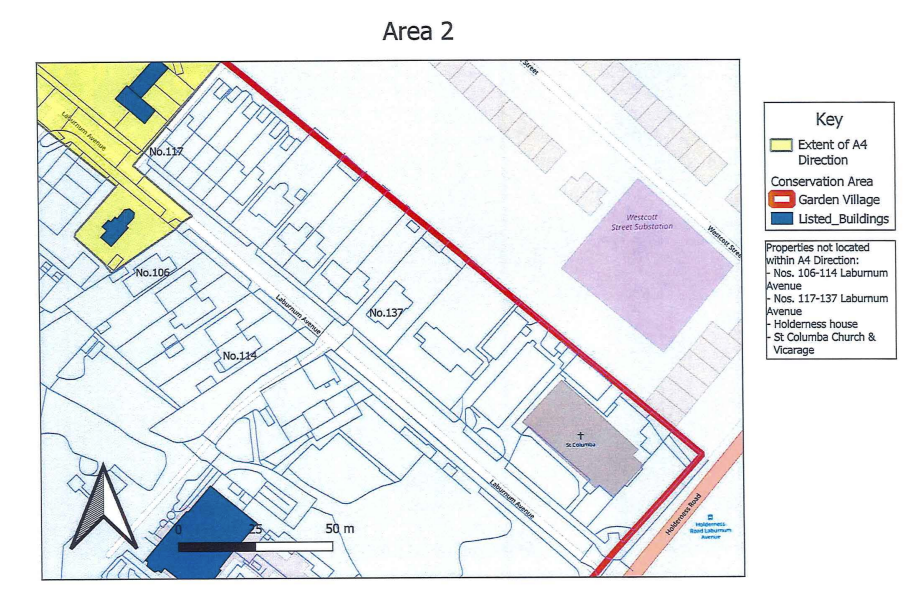 Area 2
Street
Laburnum Avenue
No.117
Westcott
Street Substation
Westcott Street
No.106
Laburnum Avenue
No.137
No.114
St Columba
Laburnum Avenue
Holderness Road
Holderness
Road Laburnum
Avenue
0 25 50 m
Key
Extent of A4
Direction
Conservation Area
Garden Village
Listed_Buildings
Properties not located
within A4 Direction:
- Nos. 106-114 Laburnum
Avenue
- Nos. 117-137 Laburnum
Avenue
- Holderness house
- St Columba Church &
Vicarage